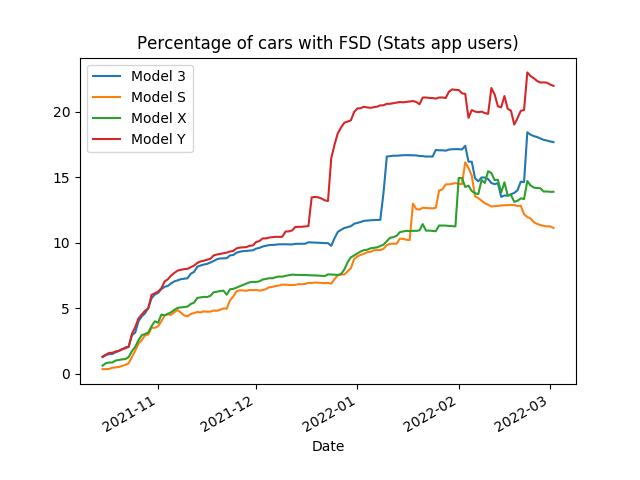 Percentage of cars with FSD (Stats app users)
Model 3
Model S
Model X
Model Y
20
15
10
5
0
2021-11
2021-12
2022-01
2022-02
2022-03
Date